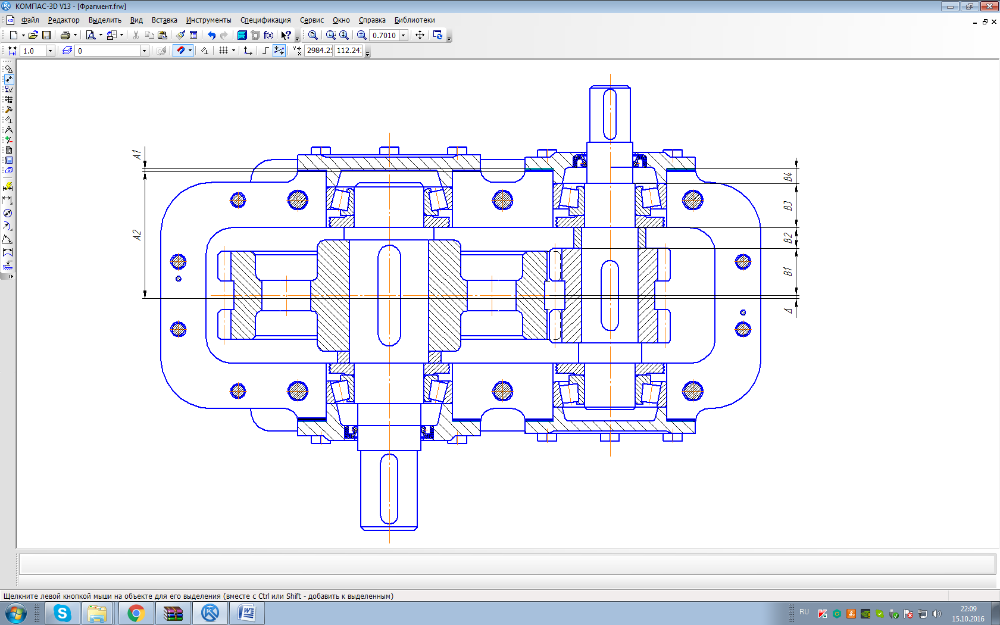 КОМПАС-3D V13 - [Фрагмент.frw]
Файл Редактор Выделить Вид Вставка Инструменты Спецификация Сервис Окно Справка Библиотеки
f(x) 0.7010
1.0 0 2984.2 112.24
A1
A2
B4
B3
B2
B1
Δ
Щелкните левой кнопкой мыши на объекте для его выделения (вместе с Ctrl или Shift - добавить к выделенным)
RU 22:09
15.10.2016